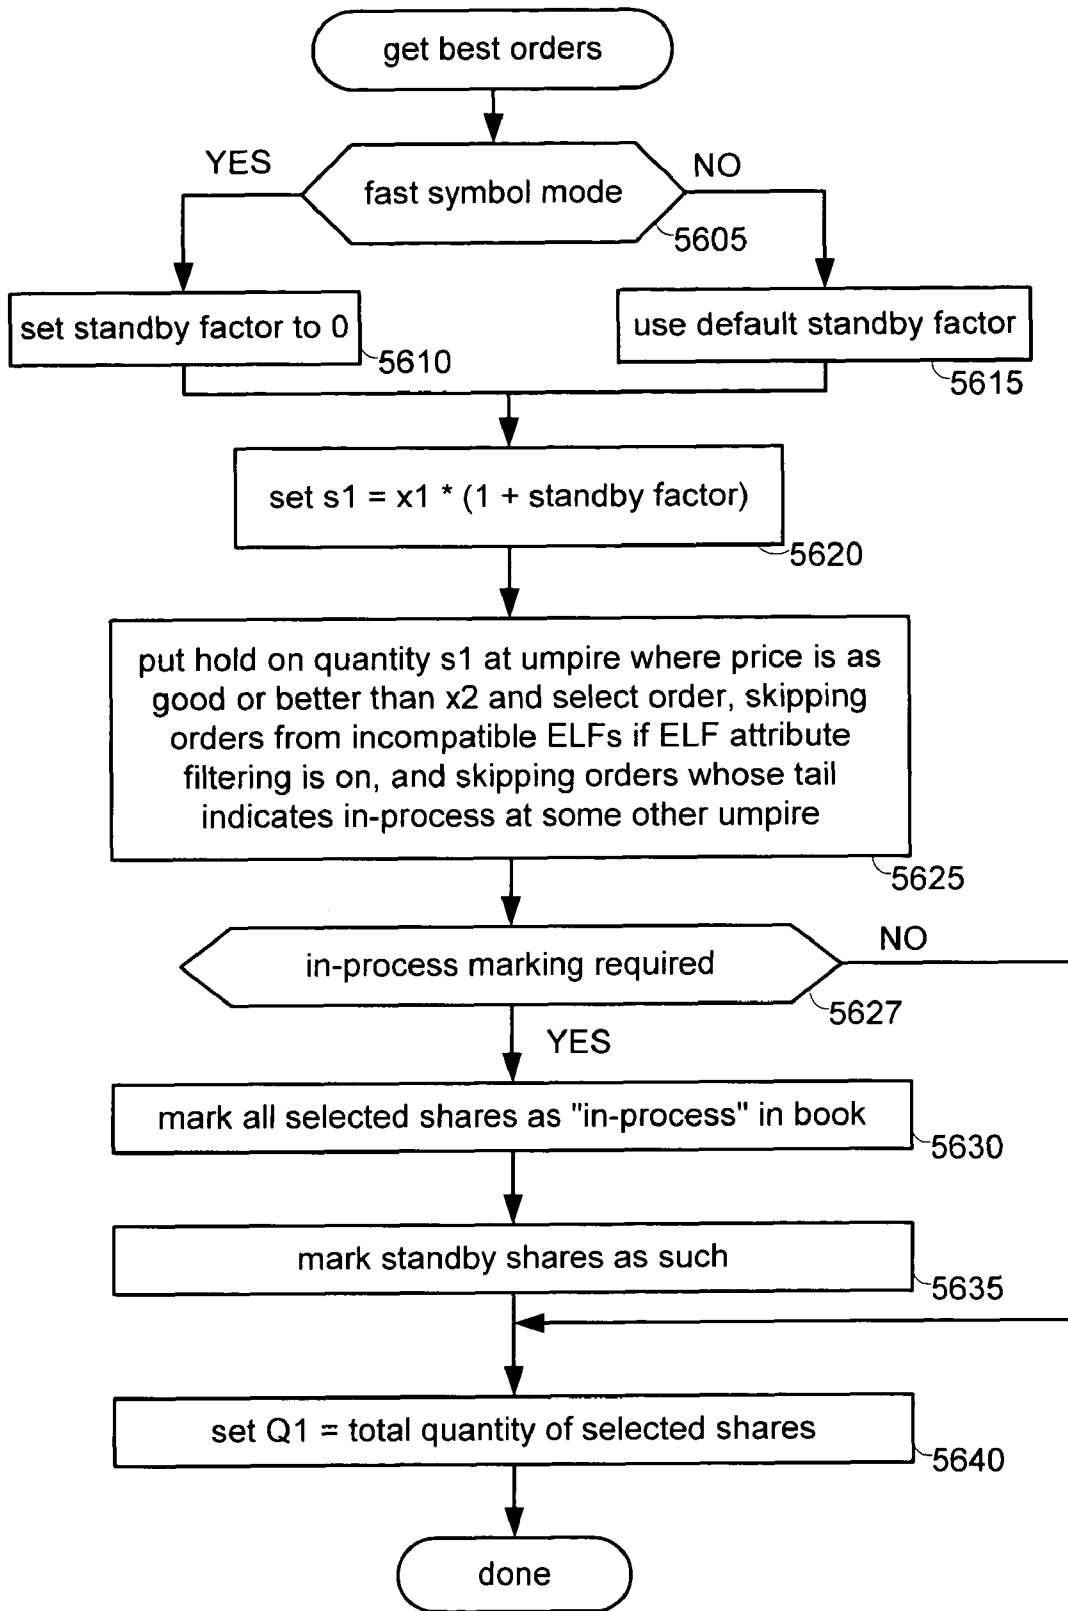 get best orders
YES
NO
fast symbol mode
5605
set standby factor to 0
5610
use default standby factor
5615
set s1 = x1 * (1 + standby factor)
5620
put hold on quantity s1 at umpire where price is as
good or better than x2 and select order, skipping
orders from incompatible ELFs if ELF attribute
filtering is on, and skipping orders whose tail
indicates in-process at some other umpire
5625
in-process marking required
NO
5627
YES
mark all selected shares as "in-process" in book
5630
mark standby shares as such
5635
set Q1 = total quantity of selected shares
5640
done